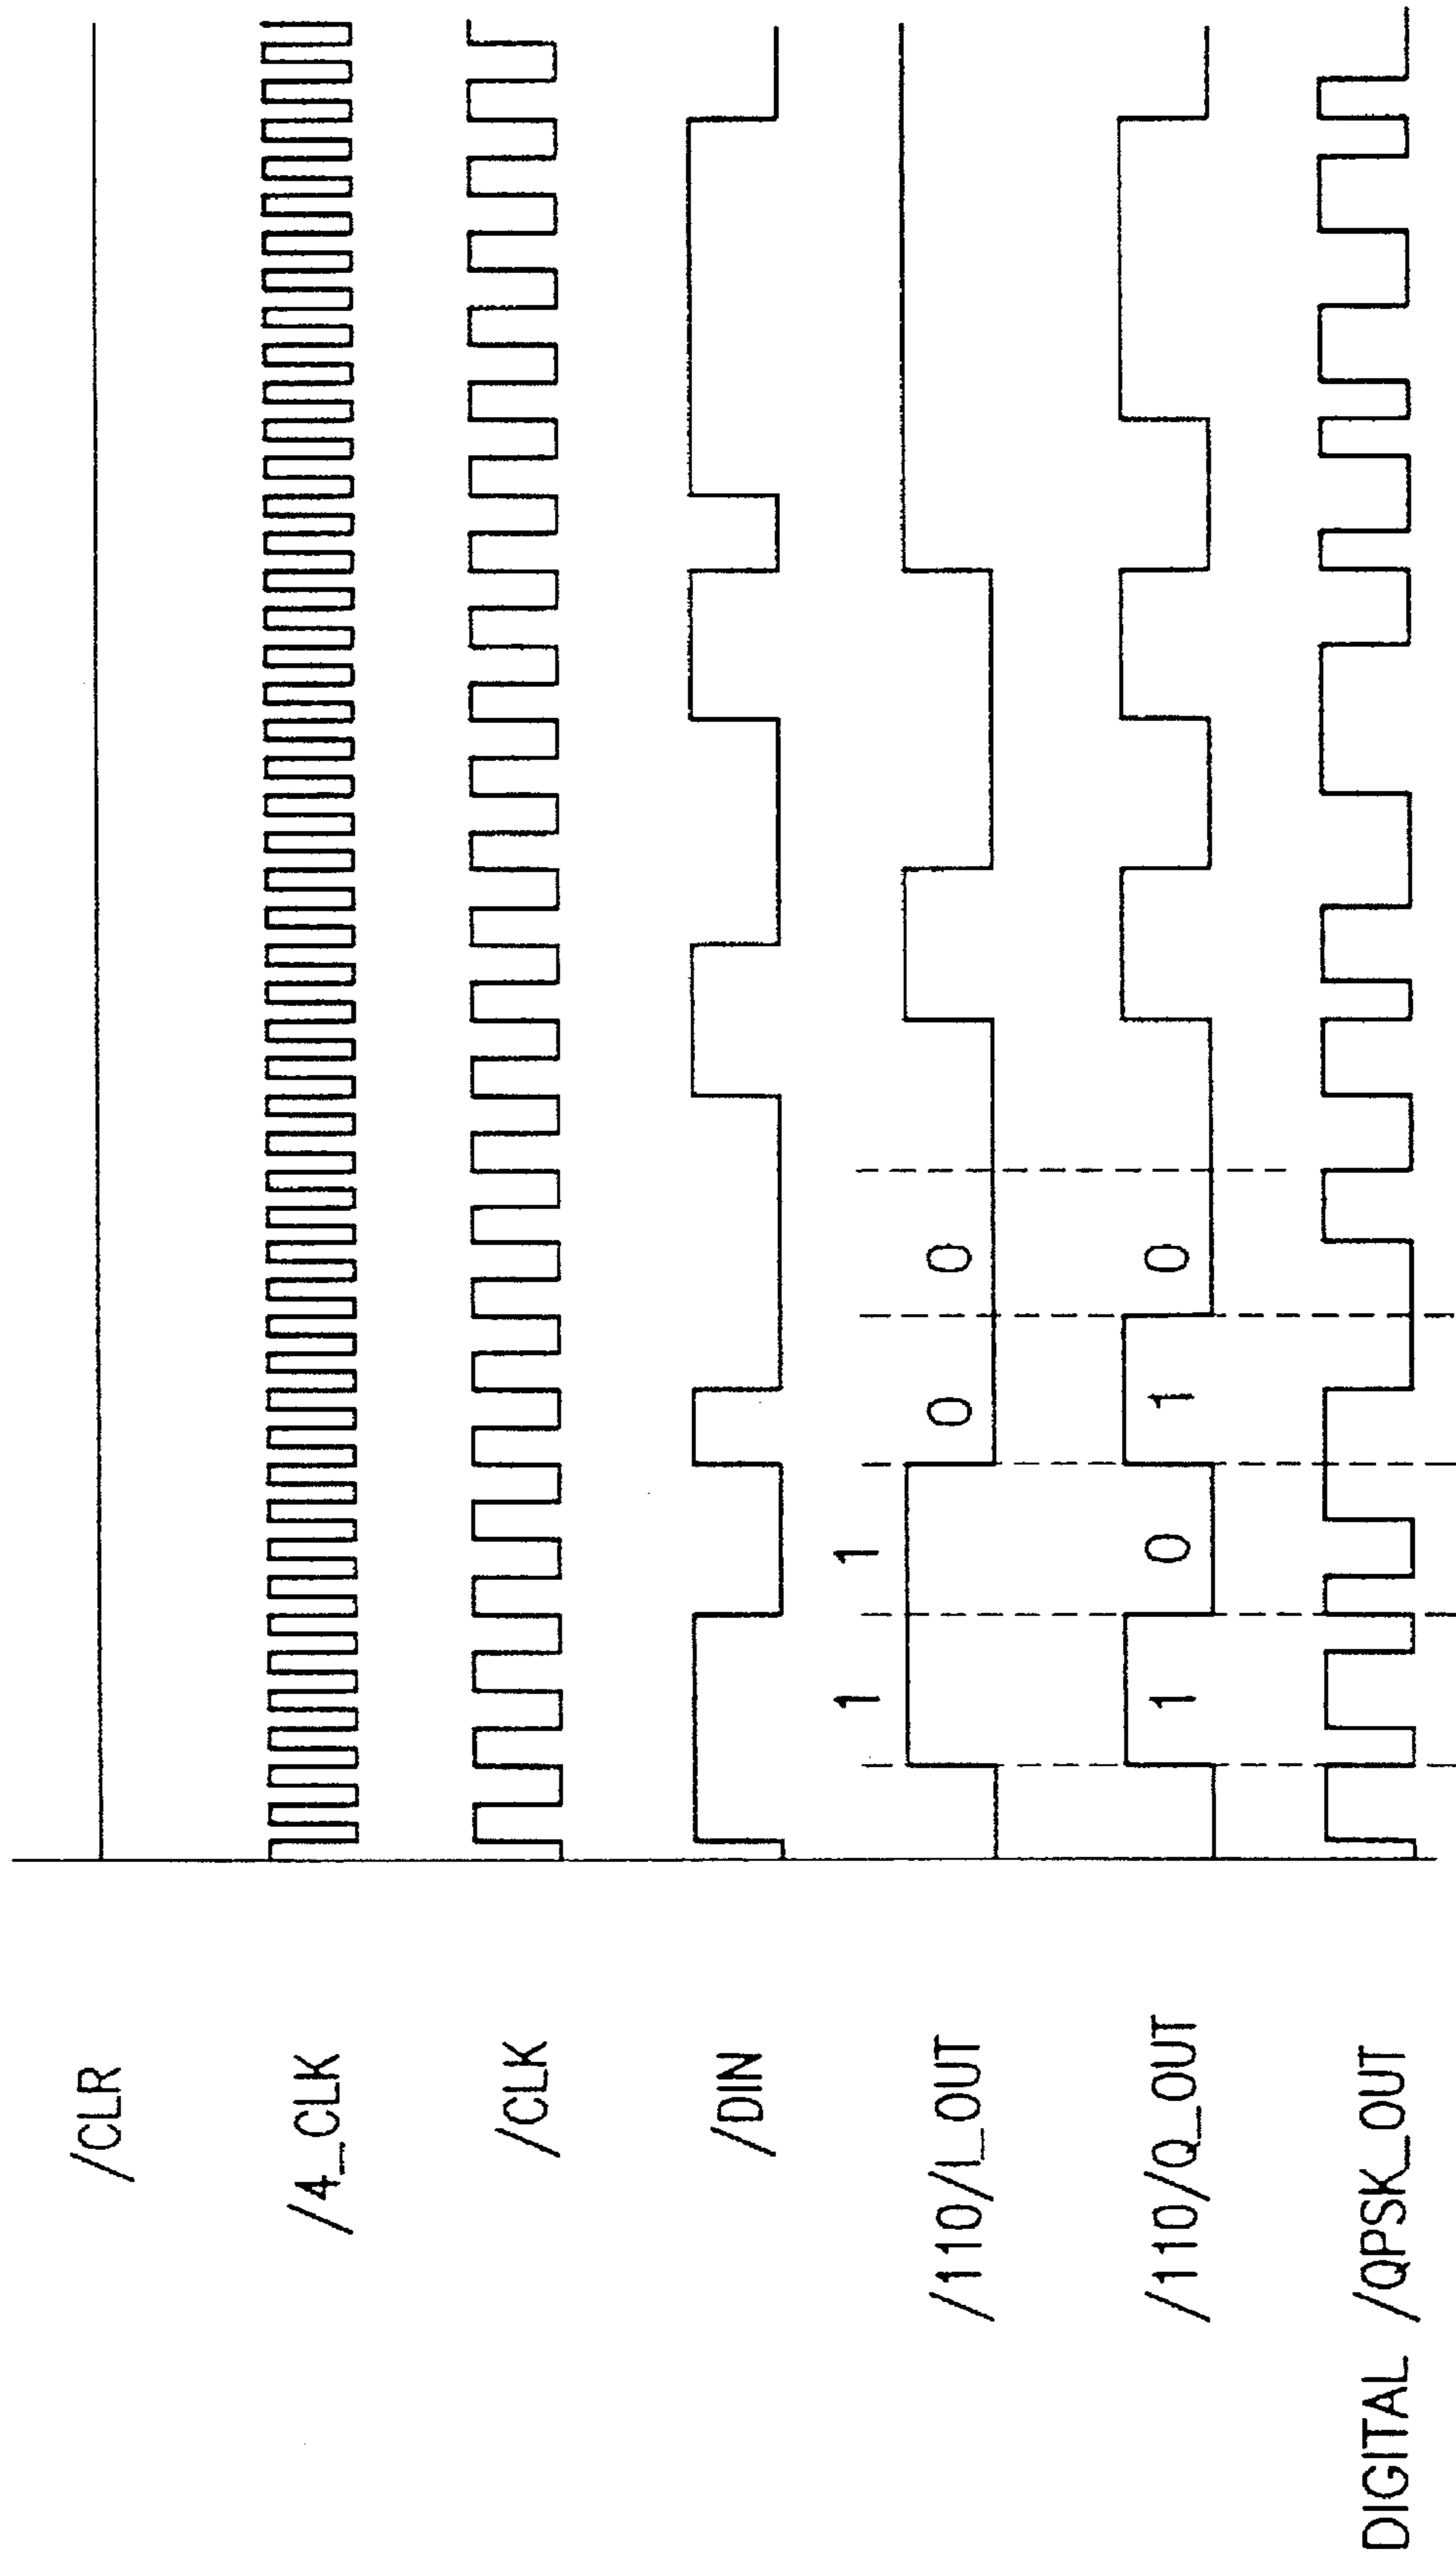 /CLR
/4_CLK
/CLK
/DIN
/110/I_OUT
1 1 0 0
/110/Q_OUT
1 0 1 0
DIGITAL /QPSK_OUT